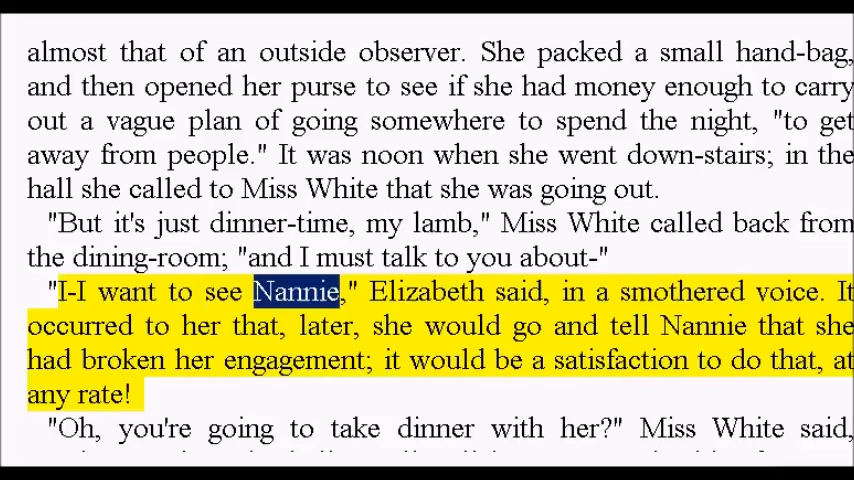 almost that of an outside observer. She packed a small hand-bag,
and then opened her purse to see if she had money enough to carry
out a vague plan of going somewhere to spend the night, "to get
away from people." It was noon when she went down-stairs; in the
hall she called to Miss White that she was going out.
"But it's just dinner-time, my lamb," Miss White called back from
the dining-room; "and I must talk to you about-"
"I-I want to see Nannie," Elizabeth said, in a smothered voice. It
occurred to her that, later, she would go and tell Nannie that she
had broken her engagement; it would be a satisfaction to do that, at
any rate!
"Oh, you're going to take dinner with her?" Miss White said,